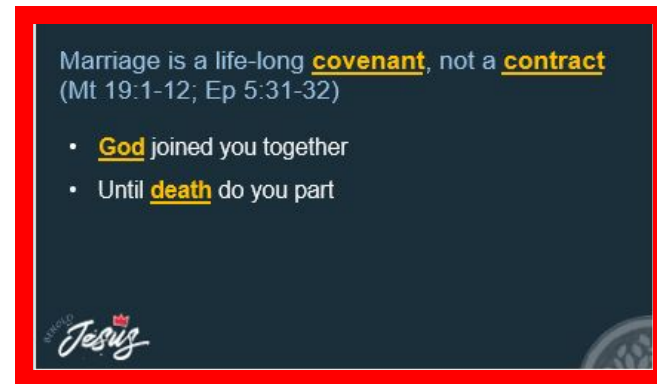 Marriage is a life-long covenant, not a contract
(Mt 19:1-12; Ep 5:31-32)
• God joined you together
• Until death do you part
BEHOLD
Jesus